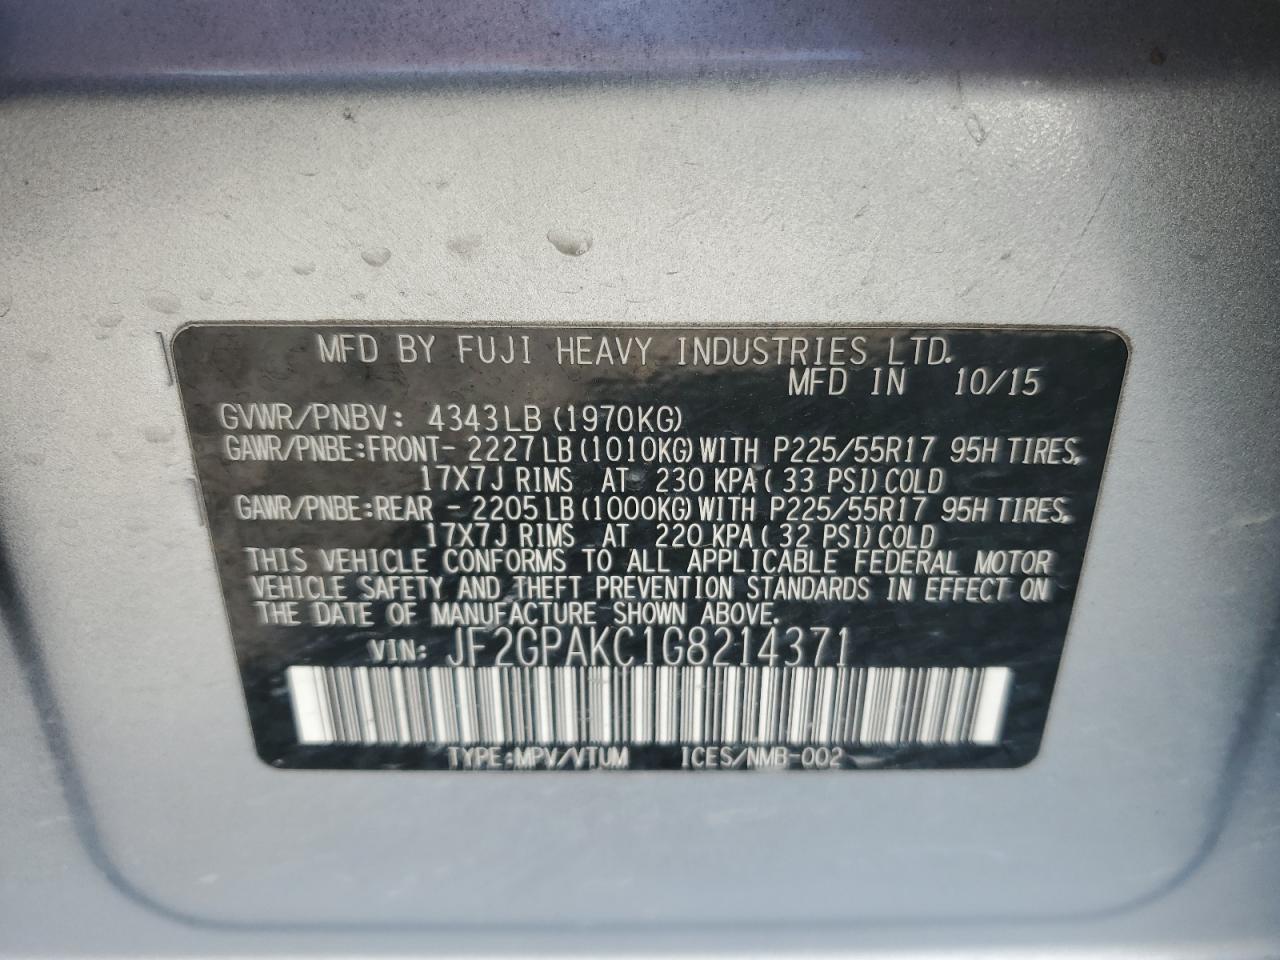 MFD BY FUJI HEAVY INDUSTRIES LTD.
MFD IN 10/15
GVWR/PNBV: 4343LB (1970KG)
GAWR/PNBE:FRONT- 2227LB (1010KG) WITH P225/55R17 95H TIRES,
17X7J RIMS AT 230 KPA ( 33 PSI) COLD
GAWR/PNBE:REAR - 2205LB (1000KG) WITH P225/55R17 95H TIRES,
17X7J RIMS AT 220 KPA ( 32 PSI) COLD
THIS VEHICLE CONFORMS TO ALL APPLICABLE FEDERAL MOTOR
VEHICLE SAFETY AND THEFT PREVENTION STANDARDS IN EFFECT ON
THE DATE OF MANUFACTURE SHOWN ABOVE.
VIN: JF2GPAKC1G8214371
TYPE:MPV/VTUM ICES/NMB-002